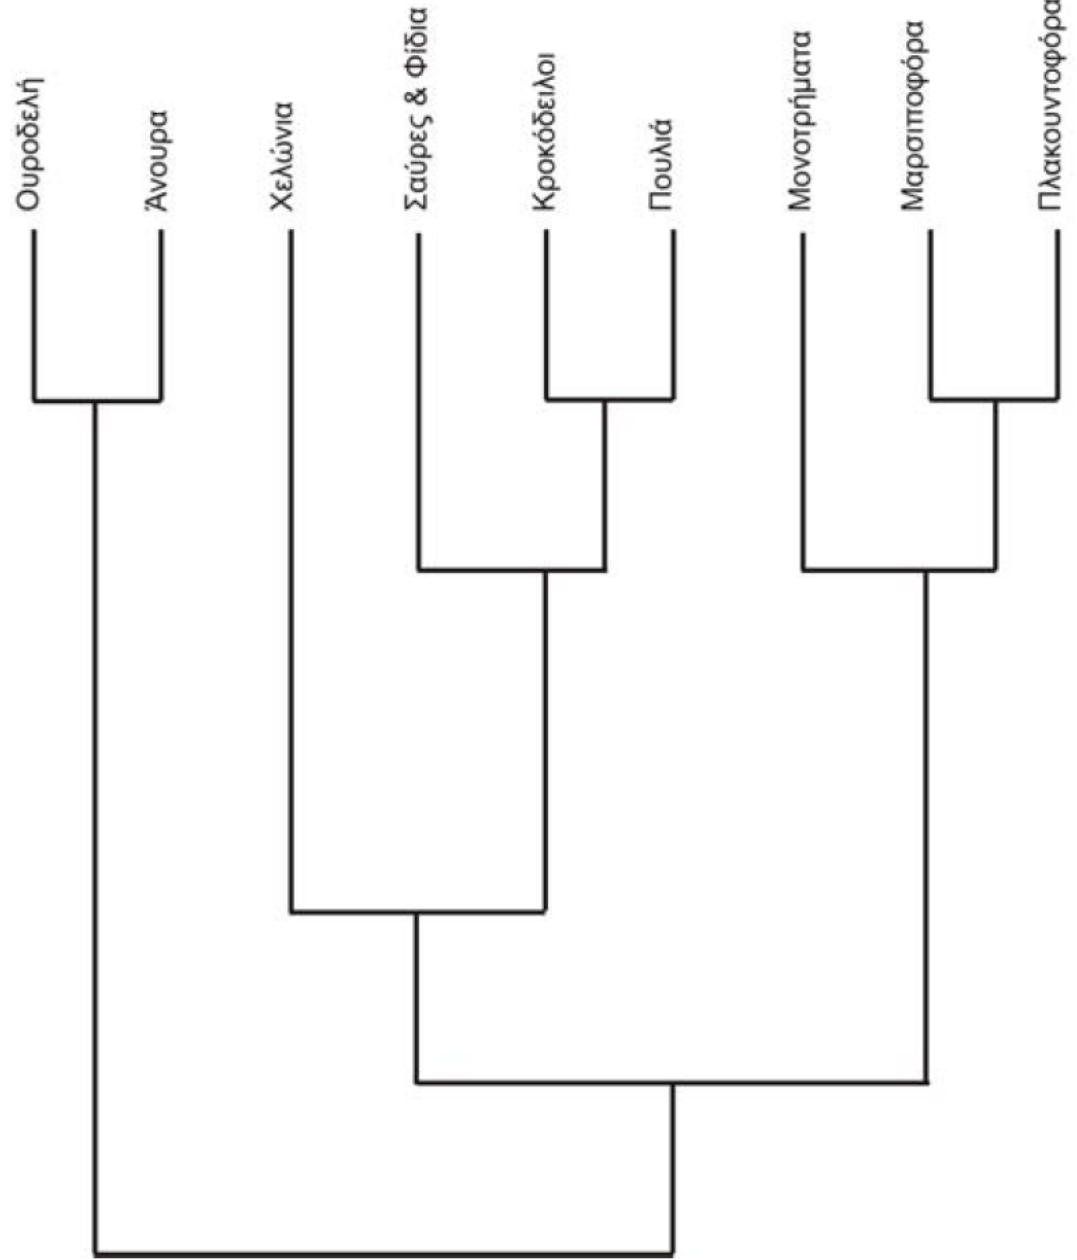 Ουροδελή
Άνουρα
Χελώνια
Σαύρες & Φίδια
Κροκόδειλοι
Πουλιά
Μονοτρήματα
Μαρσιποφόρα
Πλακουντοφόρα